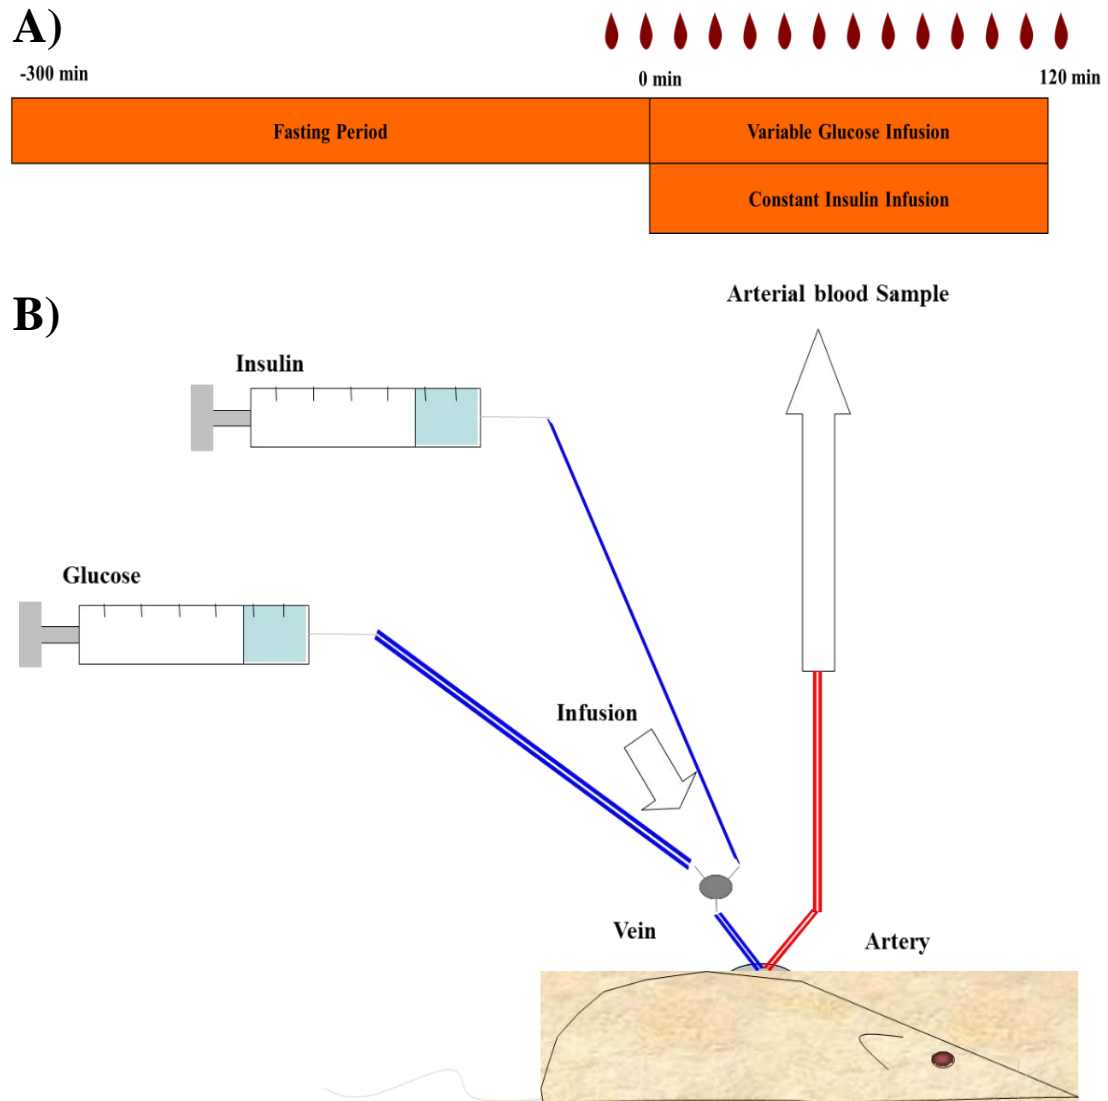 A)
-300 min
0 min
120 min
Fasting Period
Variable Glucose Infusion
Constant Insulin Infusion
B)
Arterial blood Sample
Insulin
Glucose
Infusion
Vein
Artery